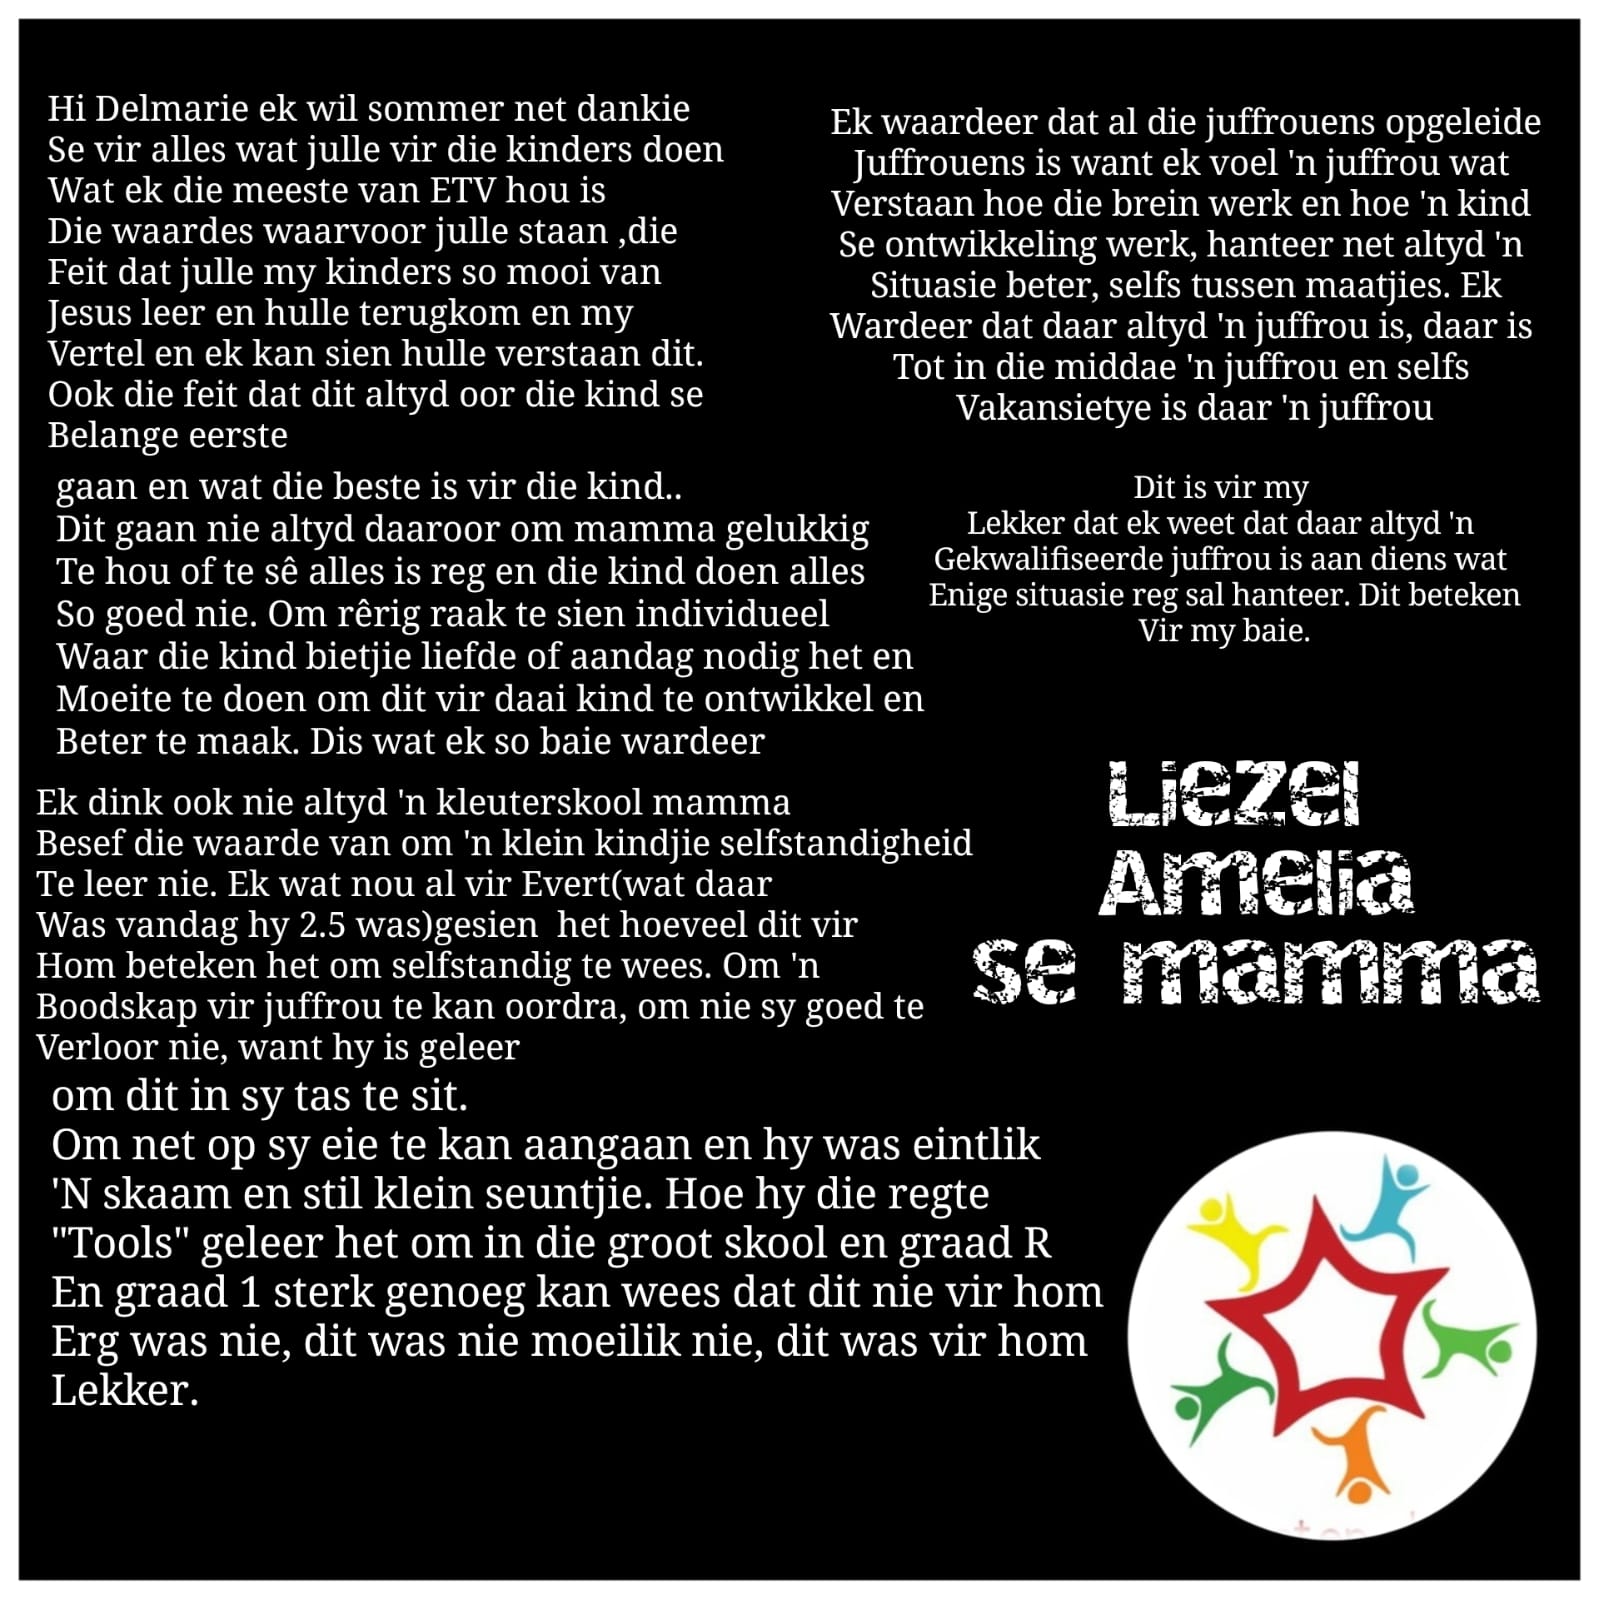 Hi Delmarie ek wil sommer net dankie
Se vir alles wat julle vir die kinders doen
Wat ek die meeste van ETV hou is
Die waardes waarvoor julle staan ,die
Feit dat julle my kinders so mooi van
Jesus leer en hulle terugkom en my
Vertel en ek kan sien hulle verstaan dit.
Ook die feit dat dit altyd oor die kind se
Belange eerste
gaan en wat die beste is vir die kind..
Dit gaan nie altyd daaroor om mamma gelukkig
Te hou of te sê alles is reg en die kind doen alles
So goed nie. Om rêrig raak te sien individueel
Waar die kind bietjie liefde of aandag nodig het en
Moeite te doen om dit vir daai kind te ontwikkel en
Beter te maak. Dis wat ek so baie wardeer
Ek dink ook nie altyd 'n kleuterskool mamma
Besef die waarde van om 'n klein kindjie selfstandigheid
Te leer nie. Ek wat nou al vir Evert(wat daar
Was vandag hy 2.5 was)gesien  het hoeveel dit vir
Hom beteken het om selfstandig te wees. Om 'n
Boodskap vir juffrou te kan oordra, om nie sy goed te
Verloor nie, want hy is geleer
om dit in sy tas te sit.
Om net op sy eie te kan aangaan en hy was eintlik
'N skaam en stil klein seuntjie. Hoe hy die regte
"Tools" geleer het om in die groot skool en graad R
En graad 1 sterk genoeg kan wees dat dit nie vir hom
Erg was nie, dit was nie moeilik nie, dit was vir hom
Lekker.
Ek waardeer dat al die juffrouens opgeleide
Juffrouens is want ek voel 'n juffrou wat
Verstaan hoe die brein werk en hoe 'n kind
Se ontwikkeling werk, hanteer net altyd 'n
Situasie beter, selfs tussen maatjies. Ek
Wardeer dat daar altyd 'n juffrou is, daar is
Tot in die middae 'n juffrou en selfs
Vakansietye is daar 'n juffrou
Dit is vir my
Lekker dat ek weet dat daar altyd 'n
Gekwalifiseerde juffrou is aan diens wat
Enige situasie reg sal hanteer. Dit beteken
Vir my baie.
Liezel
Amelia
se mamma